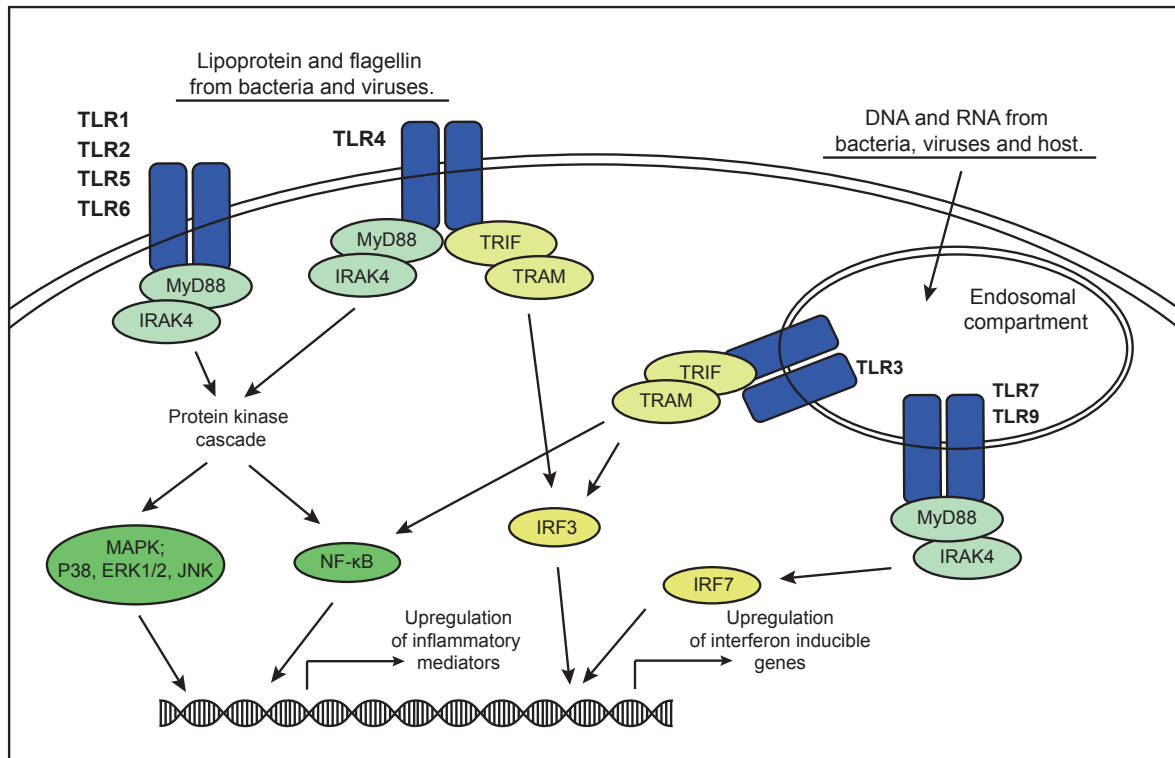 Lipoprotein and flagellin
from bacteria and viruses.
TLR1
TLR2
TLR5
TLR6
TLR4
DNA and RNA from
bacteria, viruses and host.
MyD88
IRAK4
MyD88
IRAK4
TRIF
TRAM
Endosomal
compartment
TRIF
TRAM
TLR3
TLR7
TLR9
MyD88
IRAK4
Protein kinase
cascade
MAPK;
P38, ERK1/2, JNK
NF-κB
IRF3
IRF7
Upregulation
of inflammatory
mediators
Upregulation
of interferon inducible
genes